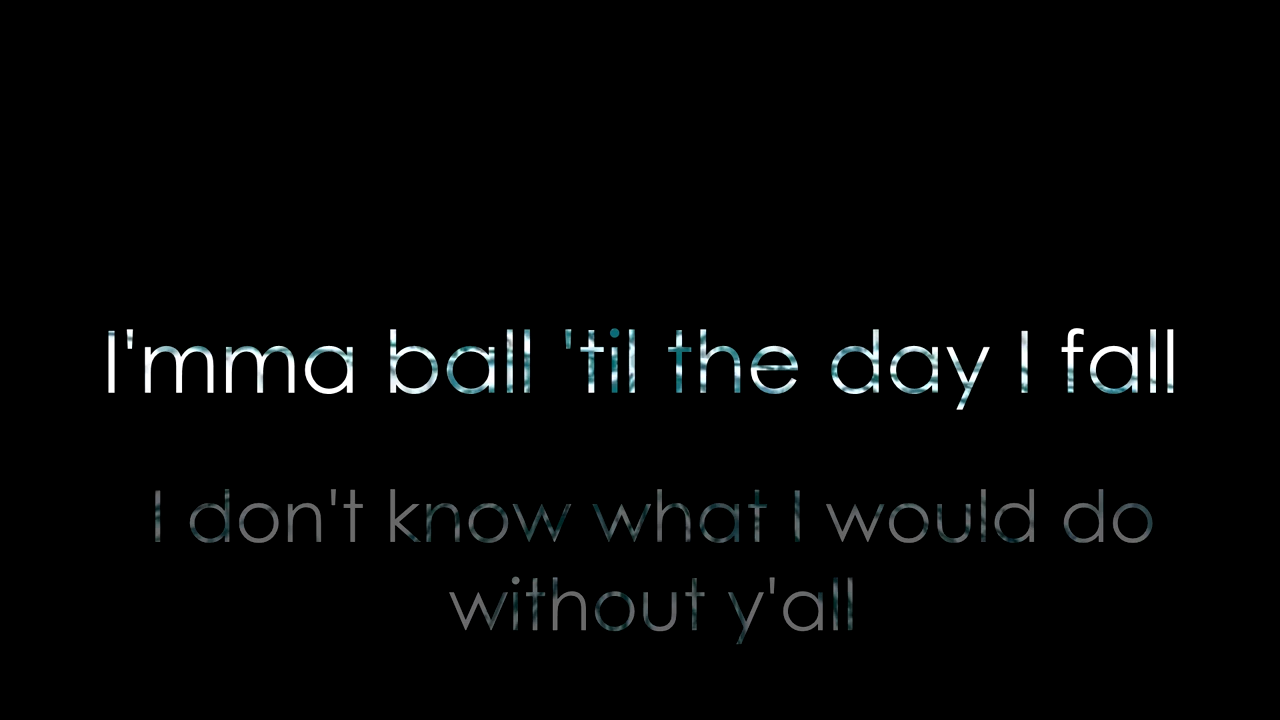 I'mma ball 'til the day I fall
I don't know what I would do
without y'all